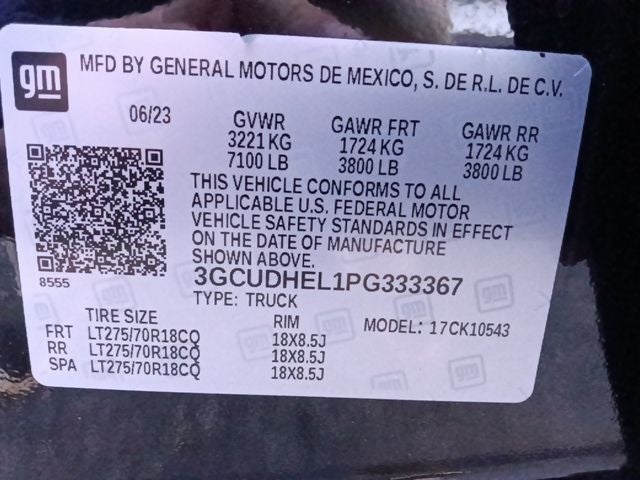 gm MFD BY GENERAL MOTORS DE MEXICO, S. DE R.L. DE C.V.
06/23 GVWR GAWR FRT GAWR RR
3221 KG 1724 KG 1724 KG
7100 LB 3800 LB 3800 LB
THIS VEHICLE CONFORMS TO ALL
APPLICABLE U.S. FEDERAL MOTOR
VEHICLE SAFETY STANDARDS IN EFFECT
ON THE DATE OF MANUFACTURE
SHOWN ABOVE.
8555 3GCUDHEL1PG333367
TYPE: TRUCK
TIRE SIZE RIM MODEL: 17CK10543
FRT LT275/70R18CQ 18X8.5J
RR LT275/70R18CQ 18X8.5J
SPA LT275/70R18CQ 18X8.5J